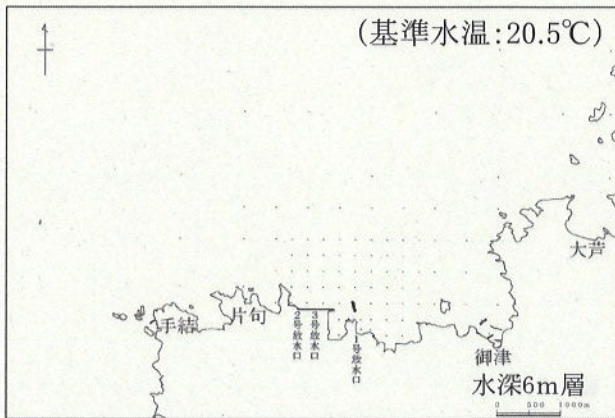 (基準水温:20.5℃)
大芦
手結
片句
2号放水口
3号放水口
1号放水口
御津
水深6m層
0 500 1000m